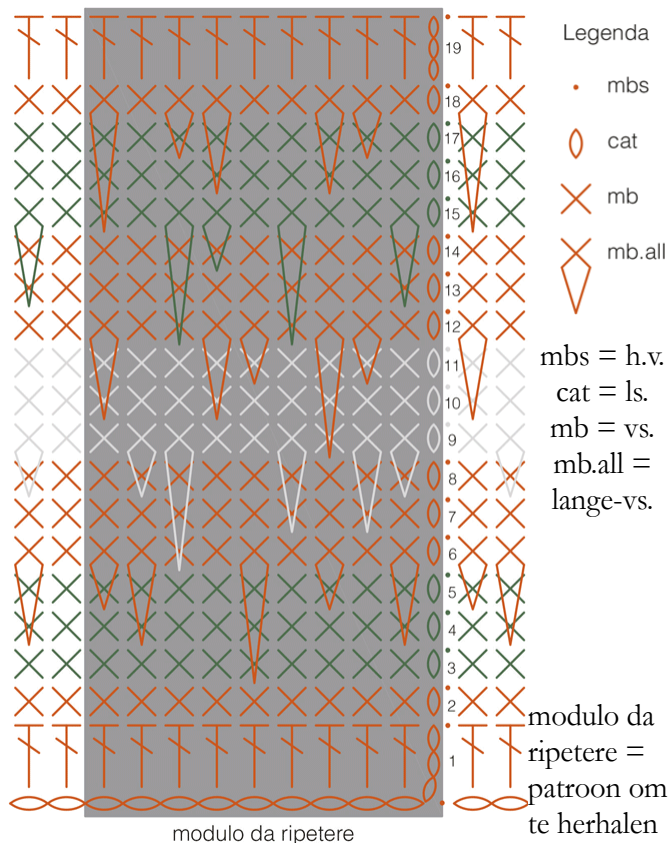 19
18
17
16
15
14
13
12
11
10
9
8
7
6
5
4
3
2
1
modulo da ripetere
Legenda
mbs
cat
mb
mb.all
mbs = h.v.
cat = ls.
mb = vs.
mb.all =
lange-vs.
modulo da
ripetere =
patroon om
te herhalen